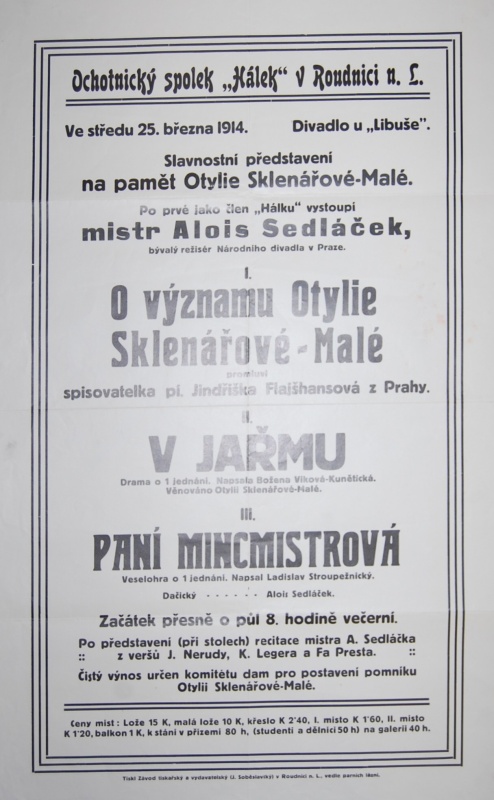 Ochotnický spolek „Hálek“ v Roudnici n. L.
Ve středu 25. března 1914. Divadlo u „Libuše“.
Slavnostní představení
na pamět Otylie Sklenářové-Malé.
Po prvé jako člen „Hálku“ vystoupí
mistr Alois Sedláček,
bývalý režisér Národního divadla v Praze.
I.
O významu Otylie
Sklenářové-Malé
promluví
spisovatelka pí. Jindřiška Flajšhansová z Prahy.
II.
V JAŘMU
Drama o 1 jednání. Napsala Božena Viková-Kunětická.
Věnováno Otylii Sklenářové-Malé.
III.
PANÍ MINCMISTROVÁ
Veselohra o 1 jednání. Napsal Ladislav Stroupežnický.
Dačický . . . . . . Alois Sedláček.
Začátek přesně o půl 8. hodině večerní.
Po představení (při stolech) recitace mistra A. Sedláčka
:: z veršů J. Nerudy, K. Legera a Fa Presta. ::
Čistý výnos určen komitétu dam pro postavení pomníku
Otylii Sklenářové-Malé.
Ceny míst: Lože 15 K, malá lože 10 K, křeslo K 2·40, I. místo K 1·60, II. místo
K 1·20, balkon 1 K, k stání v přízemí 80 h, (studenti a dělníci 50 h) na galerii 40 h.
Tiskl Závod tiskařský a vydavatelský (J. Soběslavský) v Roudnici n. L., vedle parních lázní.